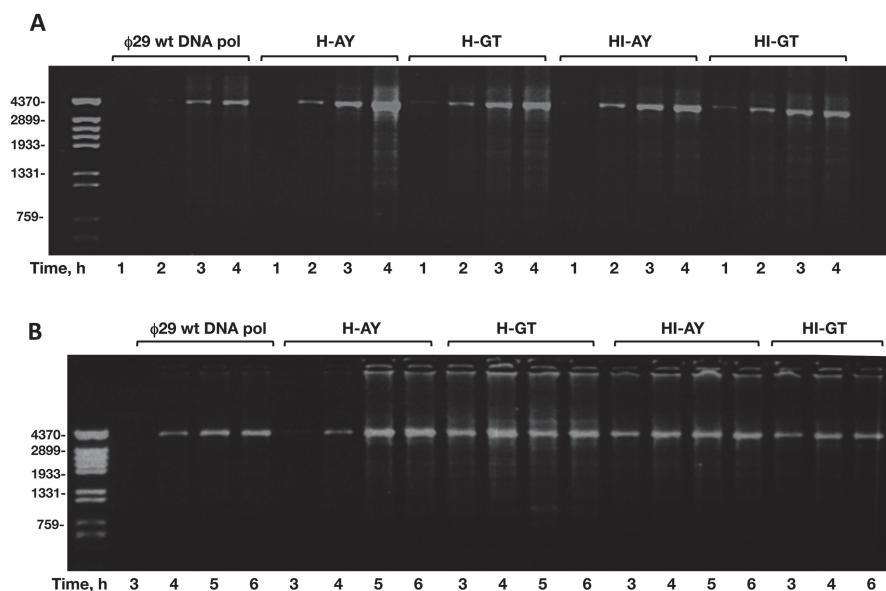 A
ϕ29 wt DNA pol H-AY H-GT HI-AY HI-GT
4370-
2899-
1933-
1331-
759-
Time, h 1 2 3 4 1 2 3 4 1 2 3 4 1 2 3 4 1 2 3 4
B
ϕ29 wt DNA pol H-AY H-GT HI-AY HI-GT
4370-
2899-
1933-
1331-
759-
Time, h 3 4 5 6 3 4 5 6 3 4 5 6 3 4 5 6 3 4 6